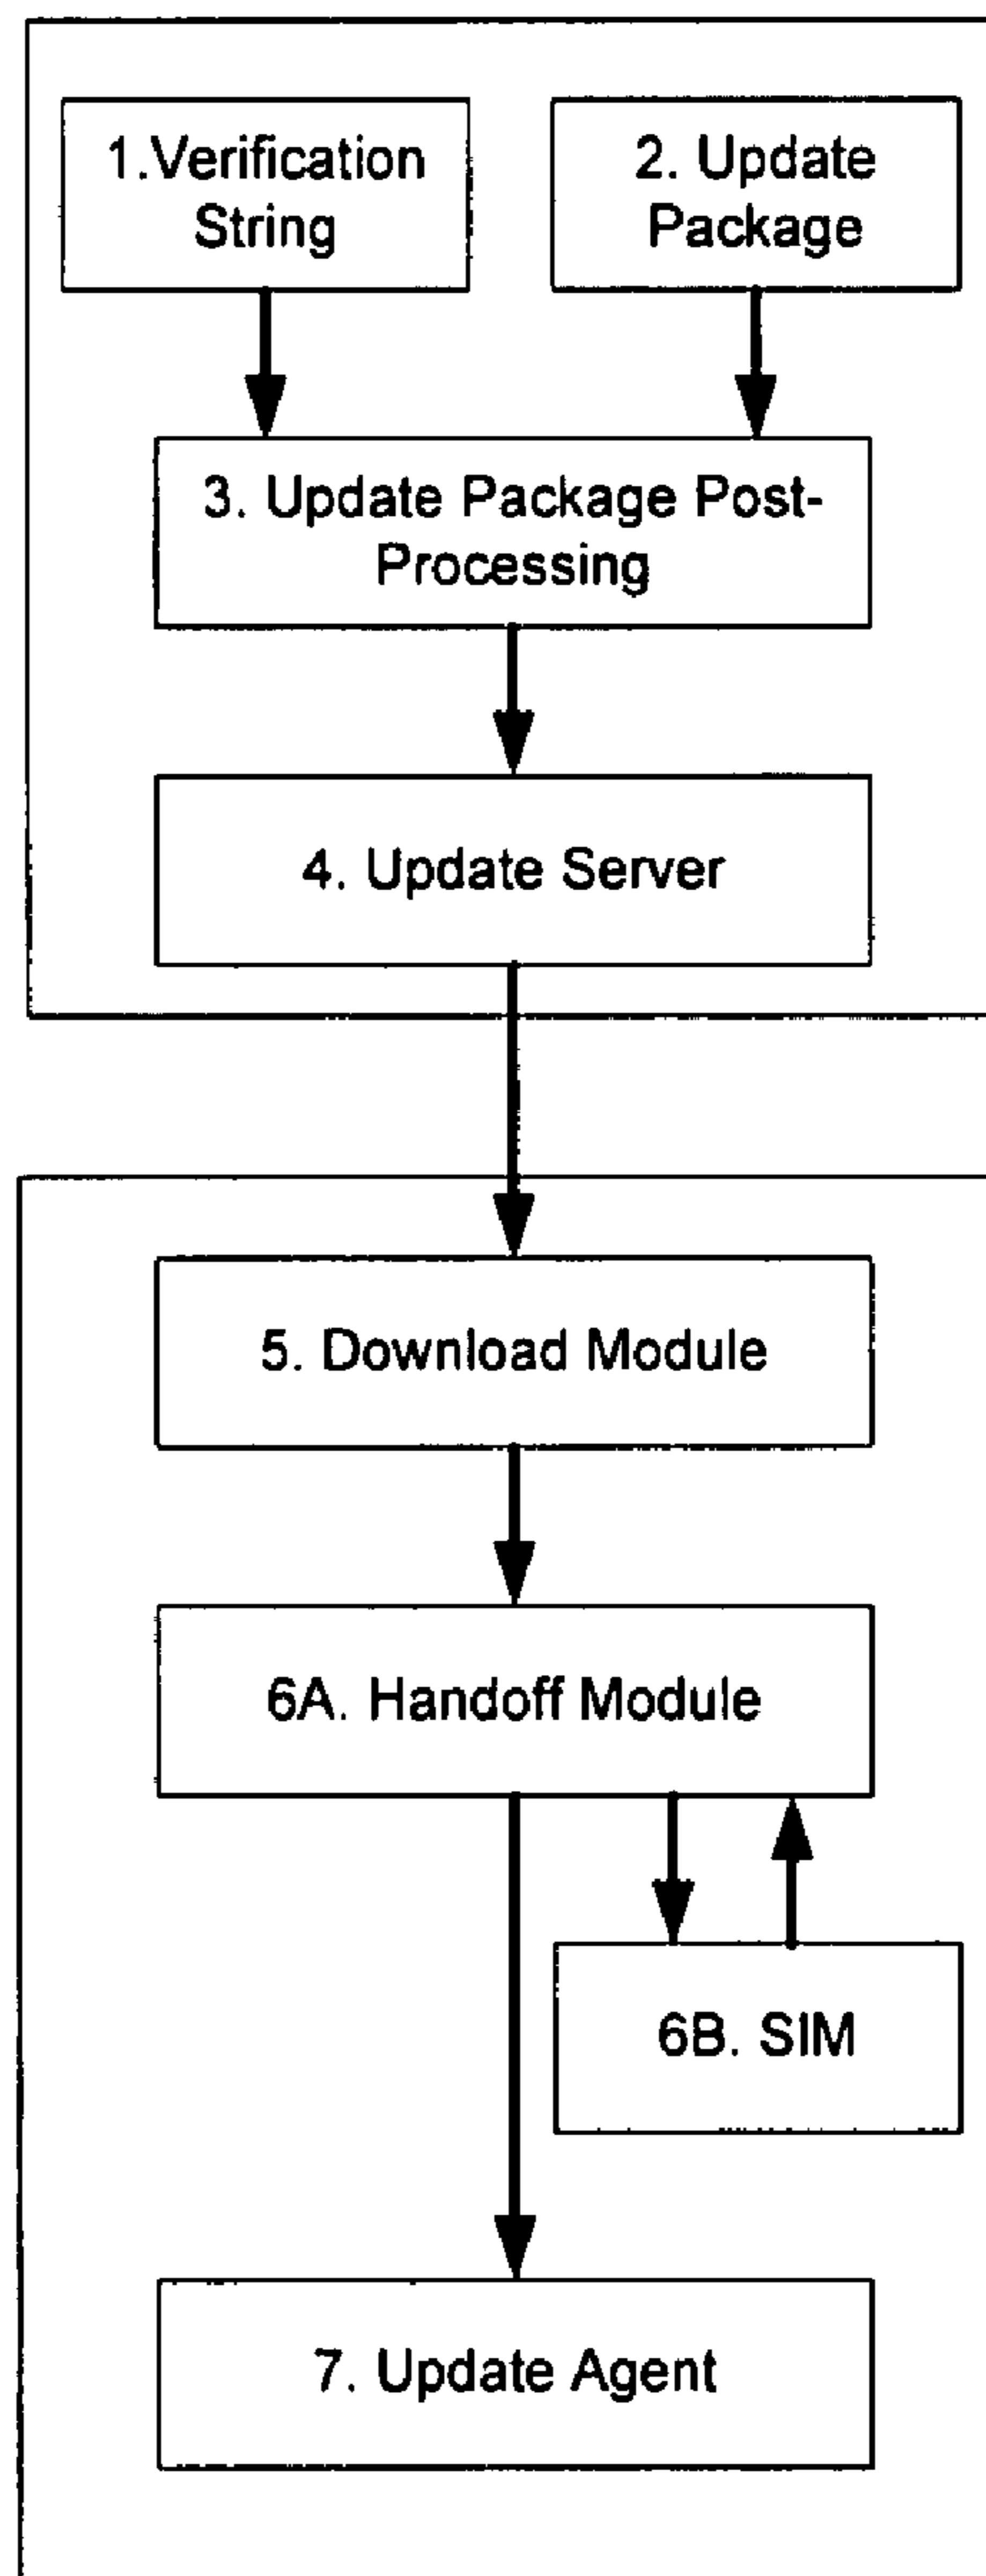 1.Verification
String
2. Update
Package
3. Update Package Post-
Processing
4. Update Server
5. Download Module
6A. Handoff Module
6B. SIM
7. Update Agent